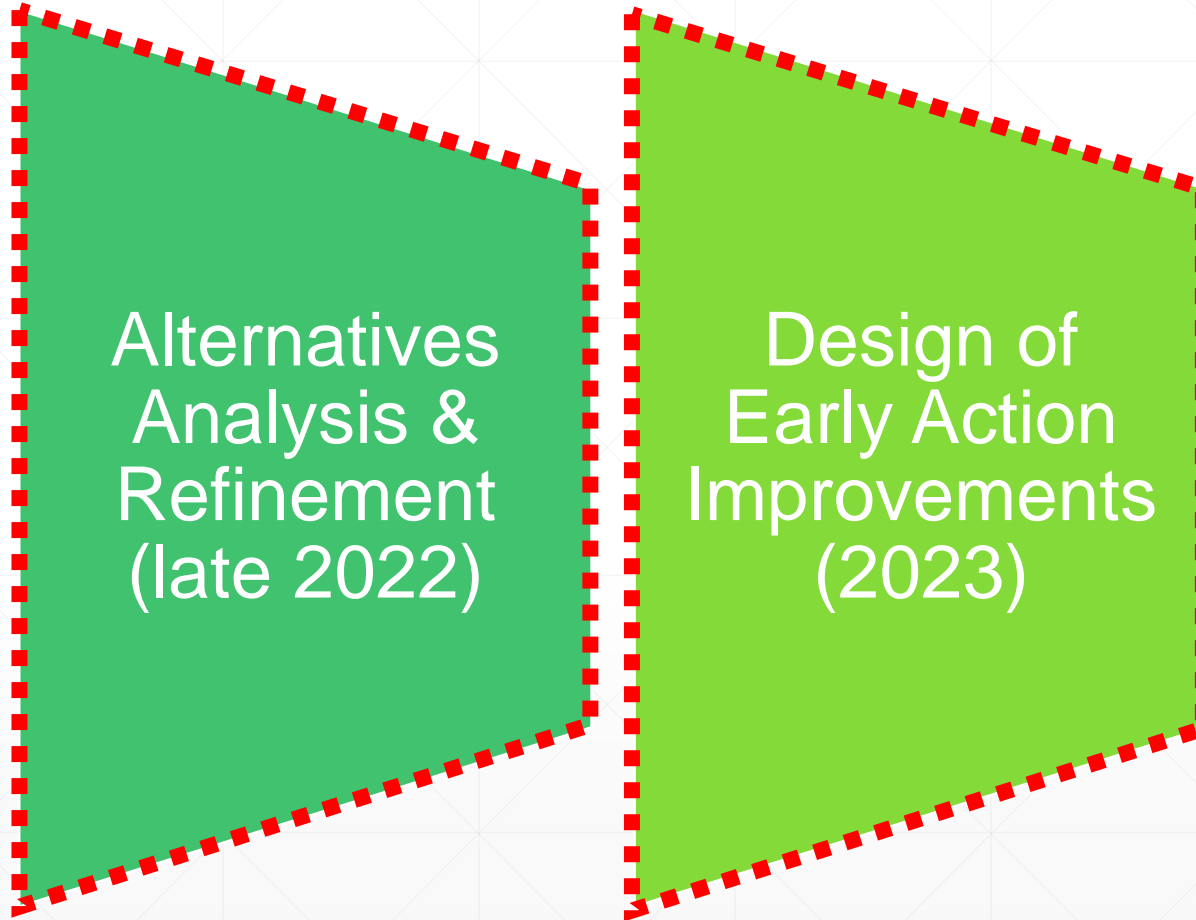 Alternatives
Analysis &
Refinement
(late 2022)
Design of
Early Action
Improvements
(2023)